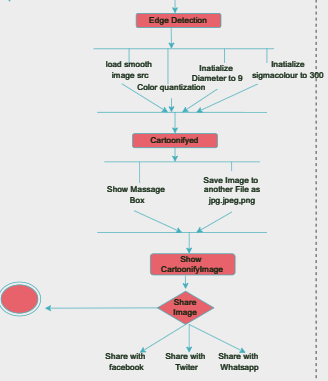 Edge Detection
load smooth
image src
Color quantization
Inatialize
Diameter to 9
Inatialize
sigmacolour to 300
Cartoonifyed
Show Massage
Box
Save Image to
another File as
jpg.jpeg,png
Show
CartoonifyImage
Share
Image
Share with
facebook
Share with
Twiter
Share with
Whatsapp